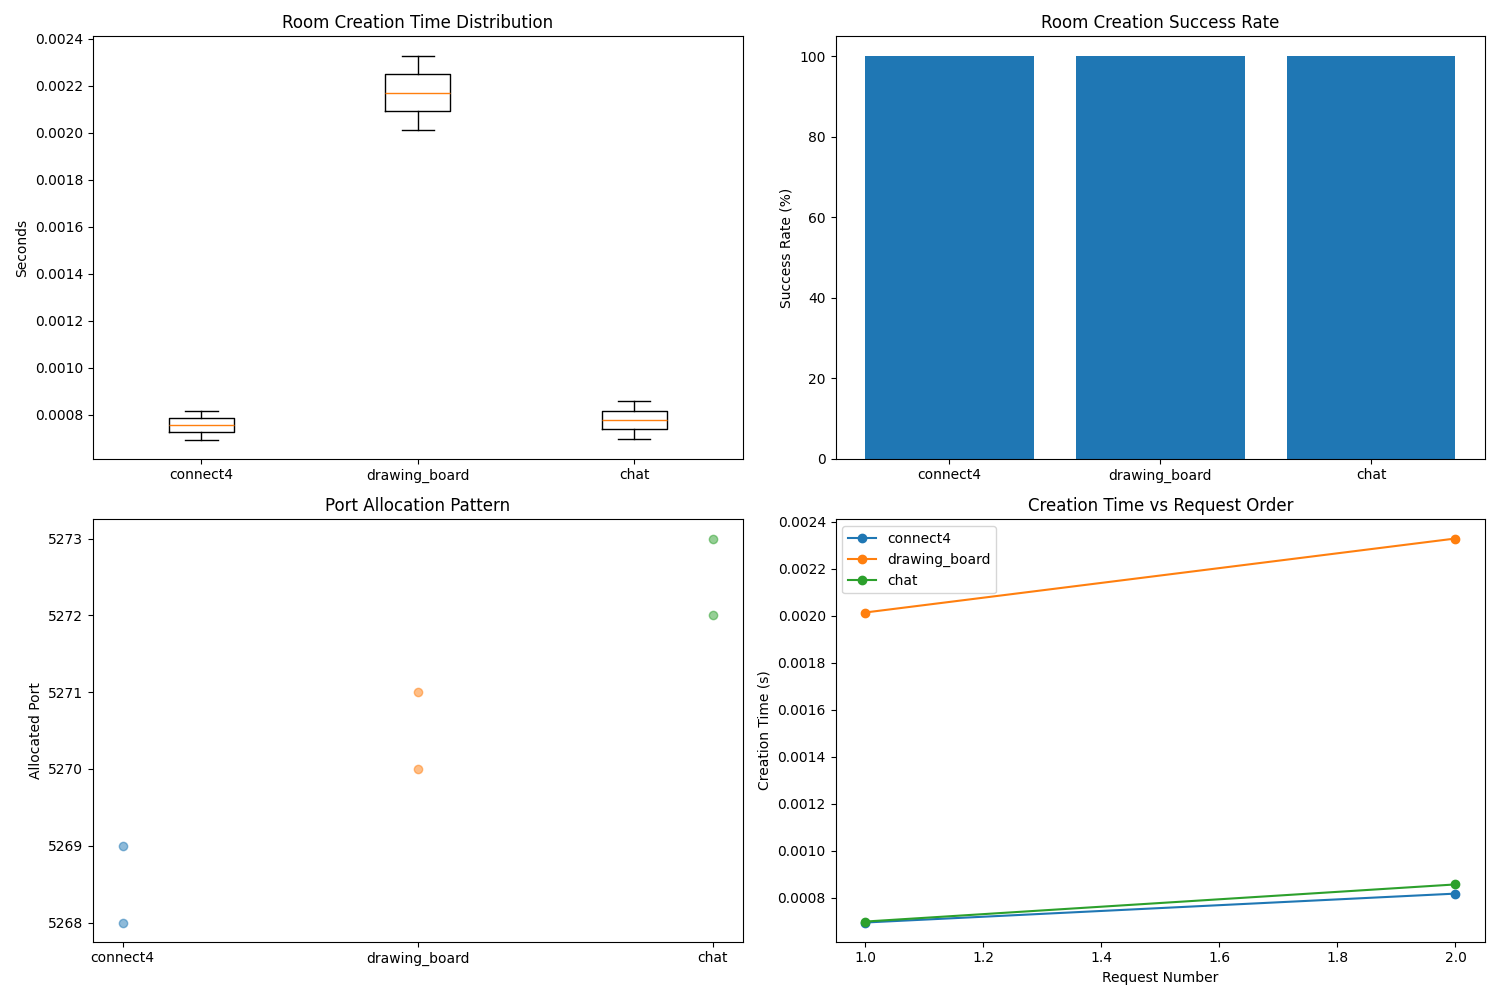 Room Creation Time Distribution
0.0024
0.0022
0.0020
0.0018
0.0016
0.0014
0.0012
0.0010
0.0008
Seconds
connect4 drawing_board chat
Room Creation Success Rate
100
80
60
40
20
0
Success Rate (%)
connect4 drawing_board chat
Port Allocation Pattern
5273
5272
5271
5270
5269
5268
Allocated Port
connect4 drawing_board chat
Creation Time vs Request Order
connect4
drawing_board
chat
0.0024
0.0022
0.0020
0.0018
0.0016
0.0014
0.0012
0.0010
0.0008
Creation Time (s)
1.0 1.2 1.4 1.6 1.8 2.0
Request Number